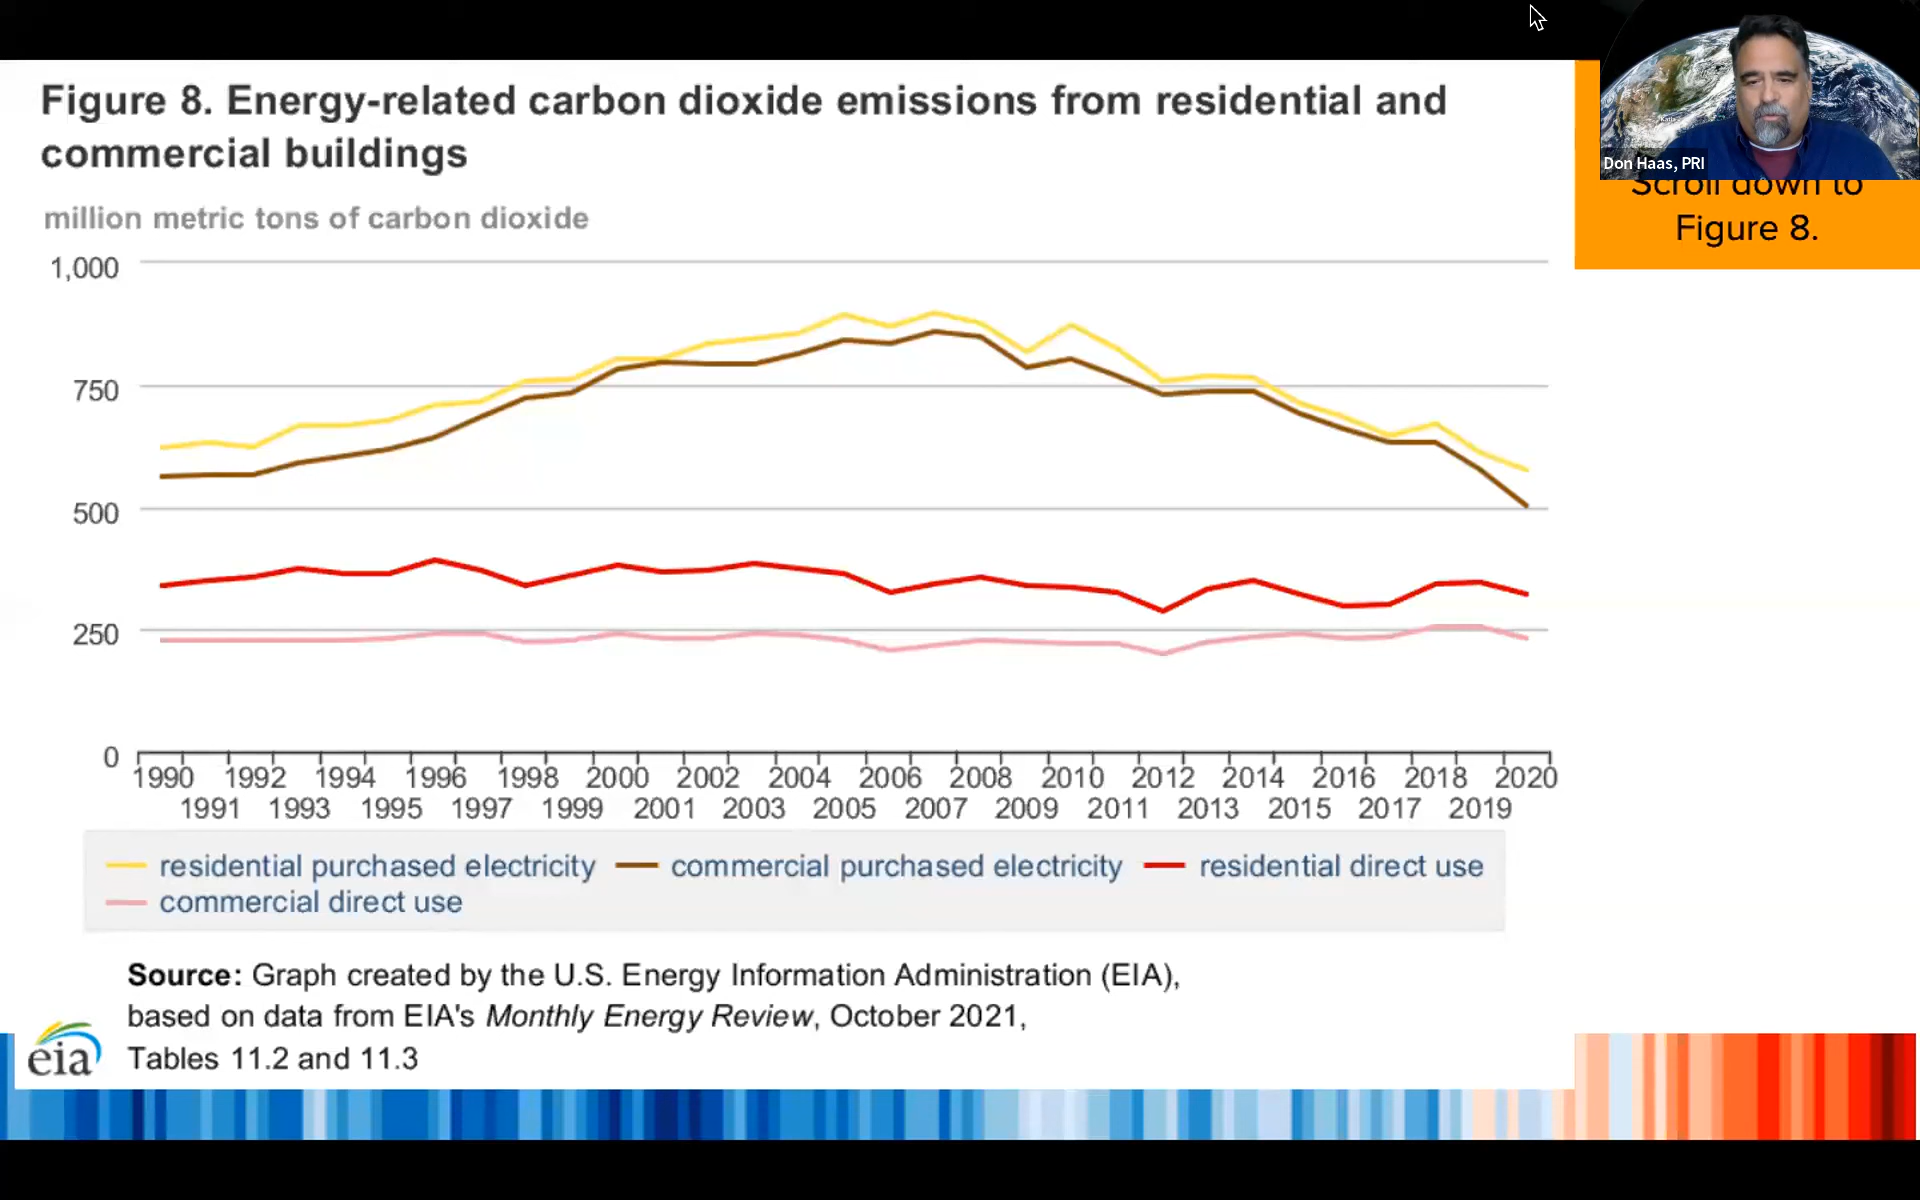 Figure 8. Energy-related carbon dioxide emissions from residential and
commercial buildings
million metric tons of carbon dioxide
1,000
750
500
250
0
1990 1992 1994 1996 1998 2000 2002 2004 2006 2008 2010 2012 2014 2016 2018 2020
1991 1993 1995 1997 1999 2001 2003 2005 2007 2009 2011 2013 2015 2017 2019
residential purchased electricity commercial purchased electricity residential direct use
commercial direct use
Source: Graph created by the U.S. Energy Information Administration (EIA),
based on data from EIA's Monthly Energy Review, October 2021,
Tables 11.2 and 11.3
eia
Don Haas, PRI
Scroll down to
Figure 8.